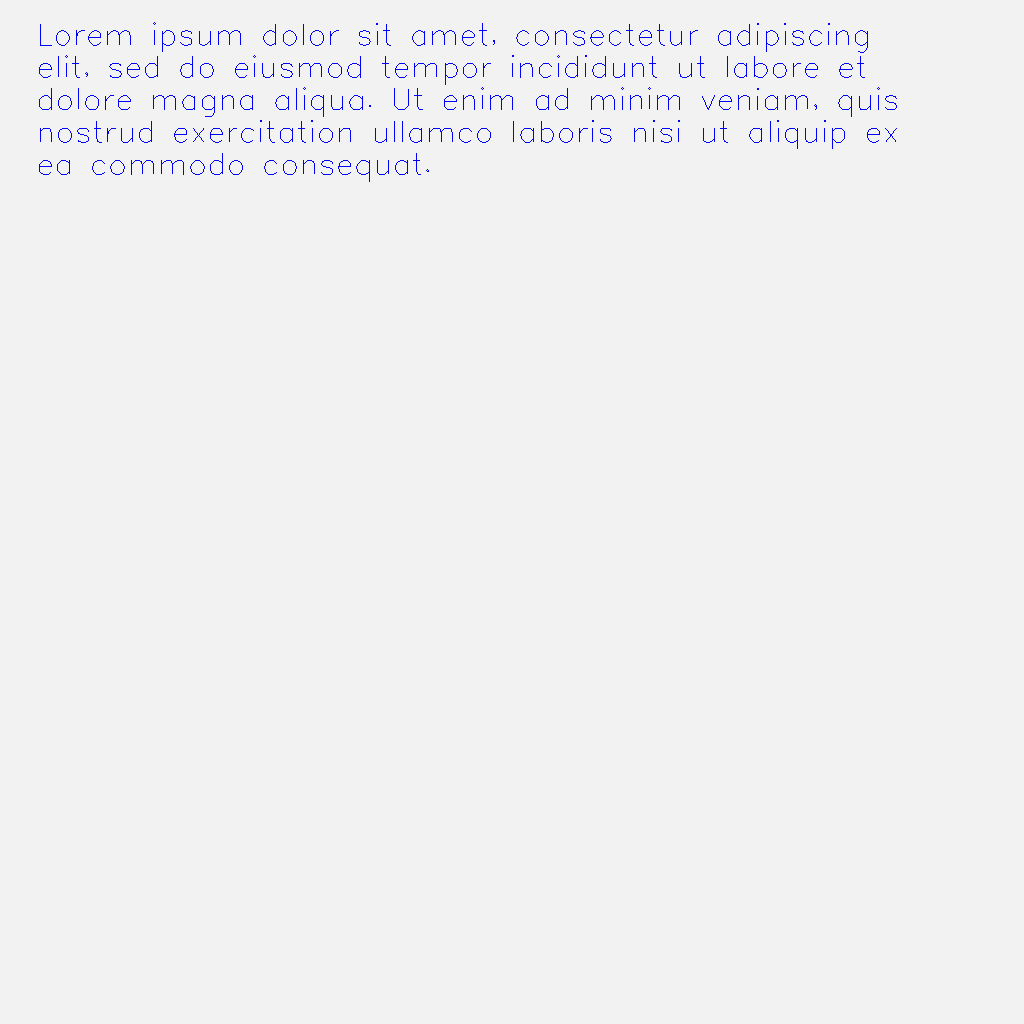 Lorem ipsum dolor sit amet, consectetur adipiscing
elit, sed do eiusmod tempor incididunt ut labore et
dolore magna aliqua. Ut enim ad minim veniam, quis
nostrud exercitation ullamco laboris nisi ut aliquip ex
ea commodo consequat.